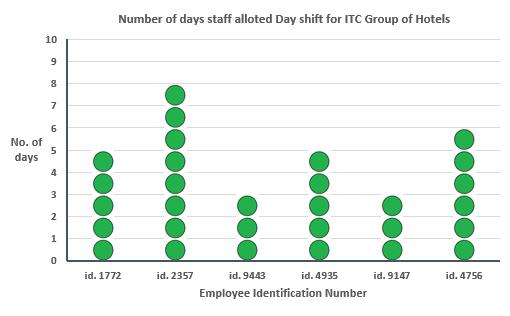 Number of days staff alloted Day shift for ITC Group of Hotels
10
9
8
7
6
5
4
3
2
1
0
No. of
days
id. 1772 id. 2357 id. 9443 id. 4935 id. 9147 id. 4756
Employee Identification Number